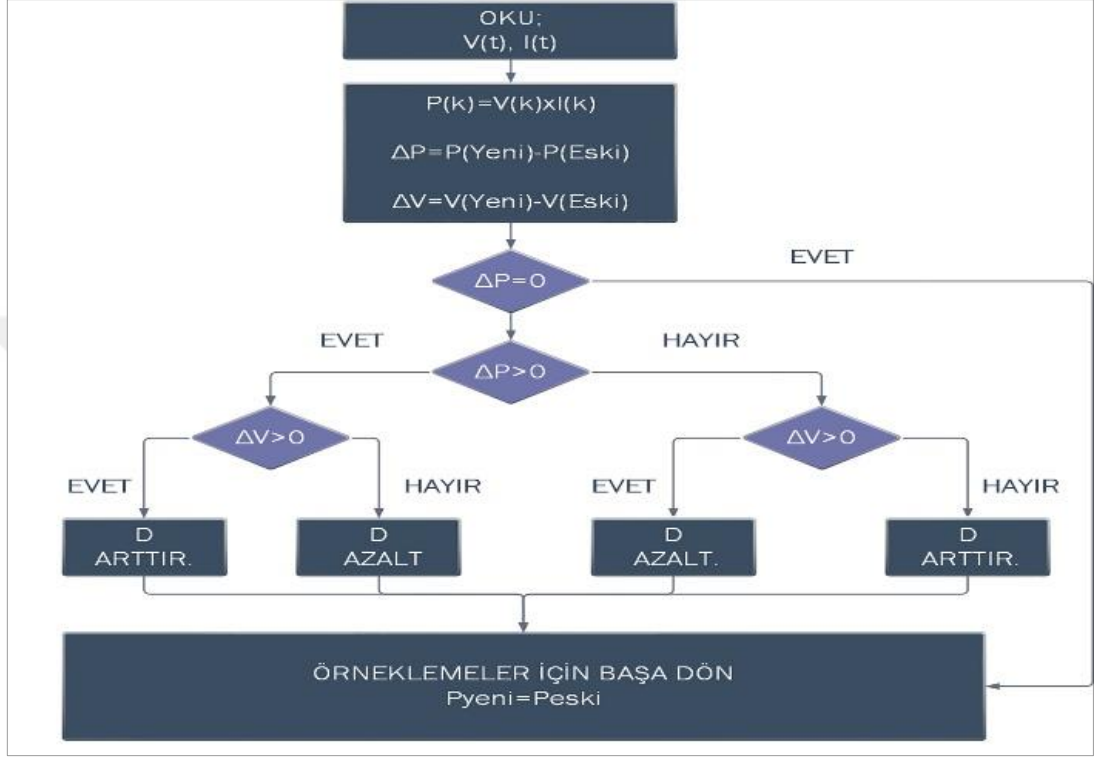 OKU;
V(t), I(t)
P(k)=V(k)xI(k)
ΔP=P(Yeni)-P(Eski)
ΔV=V(Yeni)-V(Eski)
EVET
ΔP=0
EVET
HAYIR
ΔP>0
ΔV>0
ΔV>0
EVET
HAYIR
EVET
HAYIR
D
ARTTIR.
D
AZALT
D
AZALT.
D
ARTTIR.
ÖRNEKLEMELER İÇİN BAŞA DÖN
Pyeni=Peski